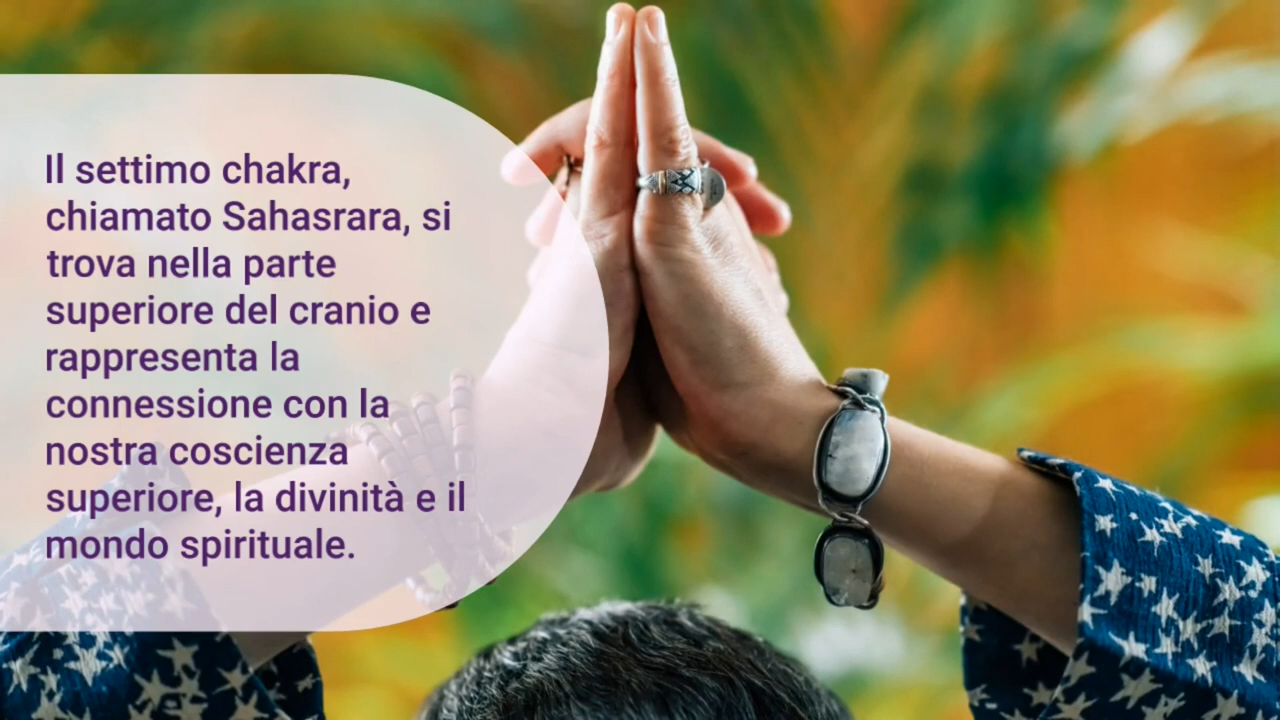 Il settimo chakra,
chiamato Sahasrara, si
trova nella parte
superiore del cranio e
rappresenta la
connessione con la
nostra coscienza
superiore, la divinità e il
mondo spirituale.